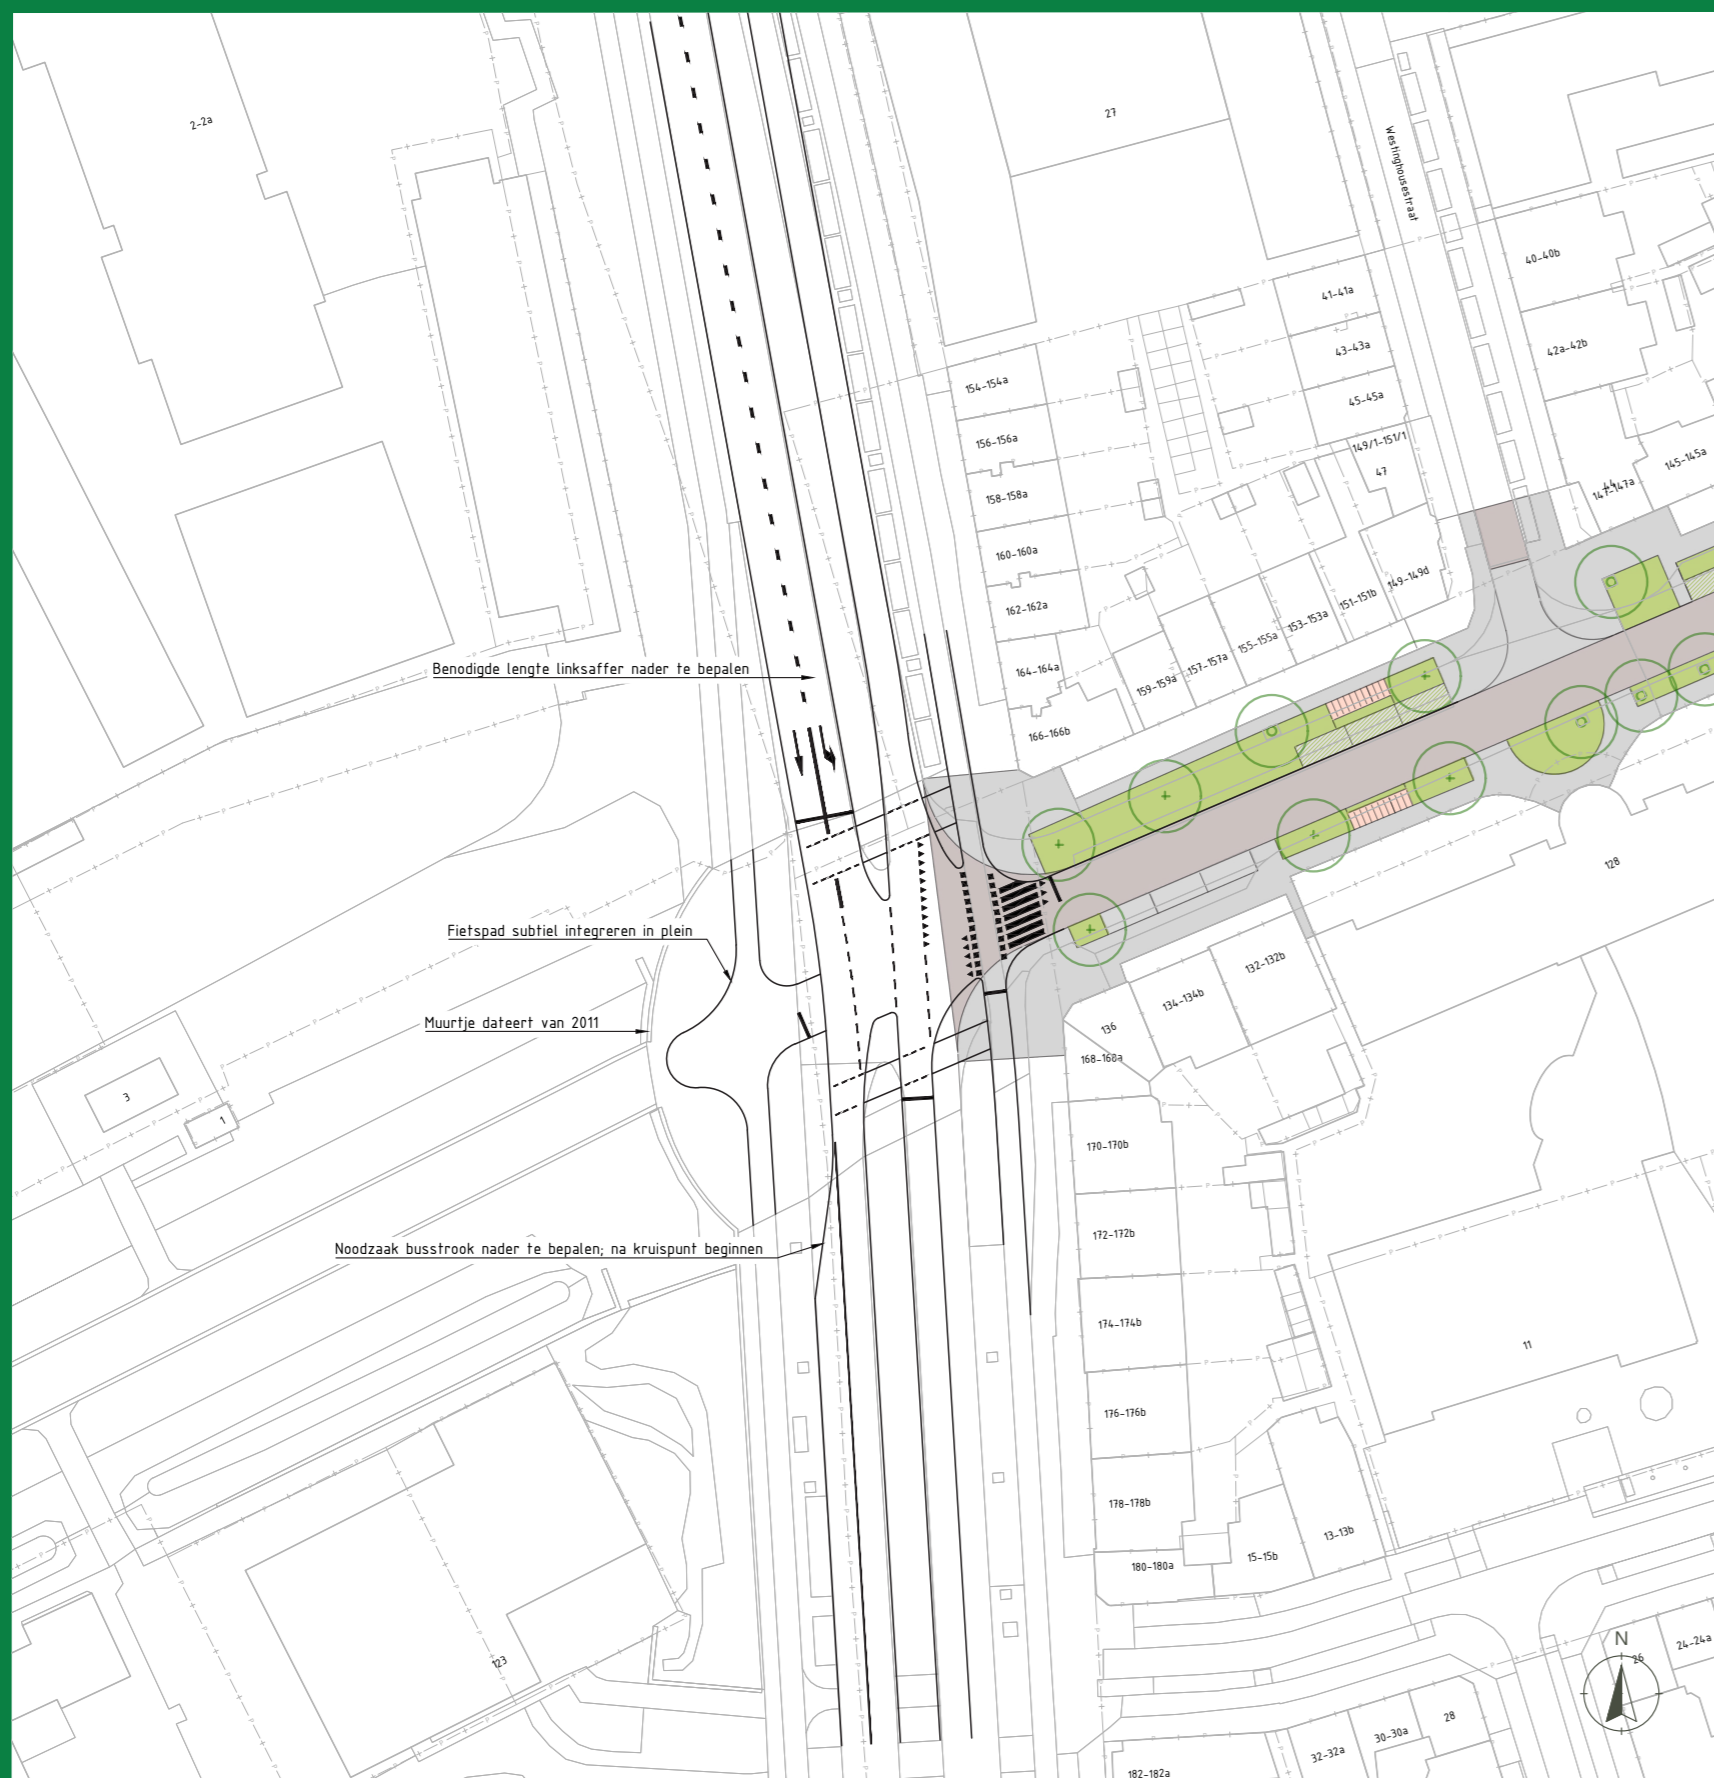 2-2a
27
Westinghousestraat
40-40b
41-41a
42a-42b
43-43a
154-154a
45-45a
156-156a
149/1-151/1
47
145-145a
158-158a
147-147a
160-160a
149-149d
151-151b
162-162a
153-153a
155-155a
157-157a
164-164a
159-159a
Benodigde lengte linksaffer nader te bepalen
166-166b
128
Fietspad subtiel integreren in plein
132-132b
134-134b
Muurtje dateert van 2011
136
168-168a
3
1
170-170b
172-172b
Noodzaak busstrook nader te bepalen; na kruispunt beginnen
174-174b
11
176-176b
178-178b
13-13b
15-15b
180-180a
N
24-24a
26
123
28
30-30a
32-32a
182-182a